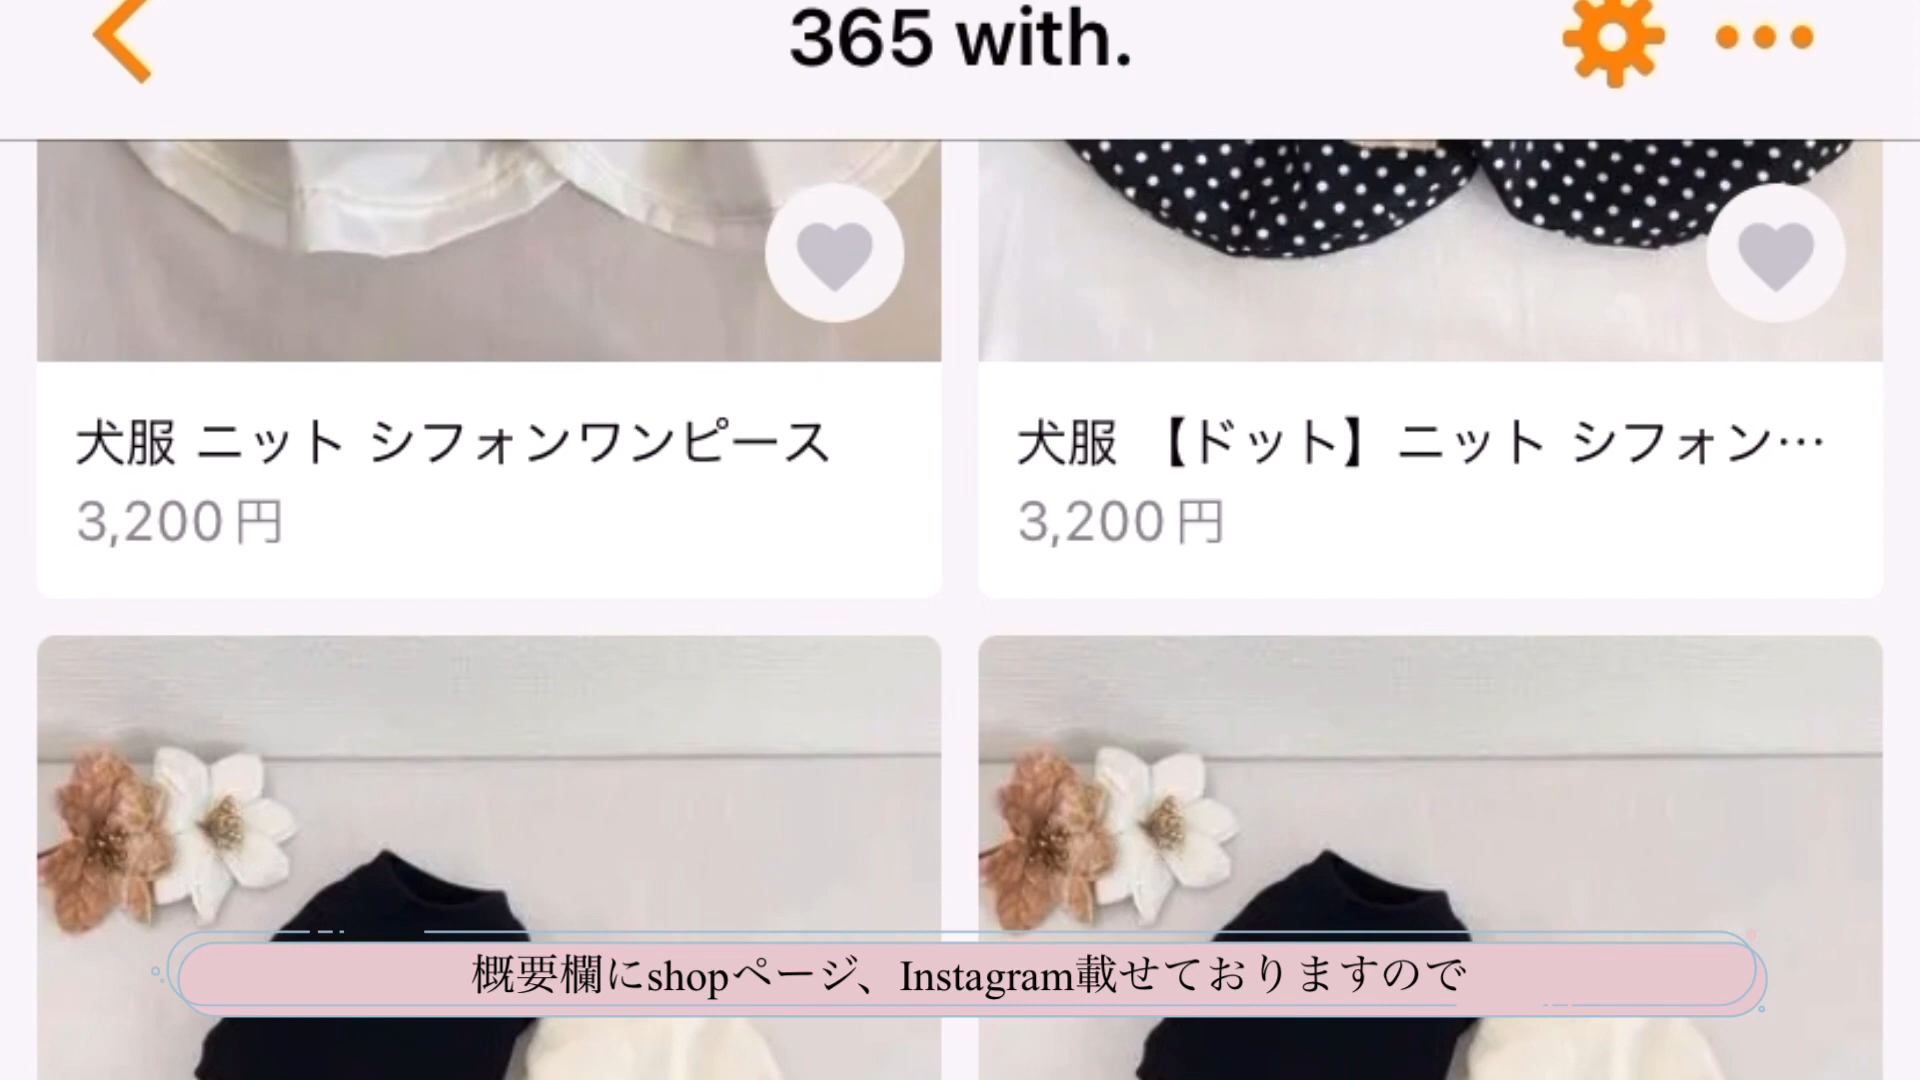 365 with.
犬服 ニット シフォンワンピース
3,200円
犬服 【ドット】ニット シフォン…
3,200円
概要欄にshopページ、Instagram載せておりますので